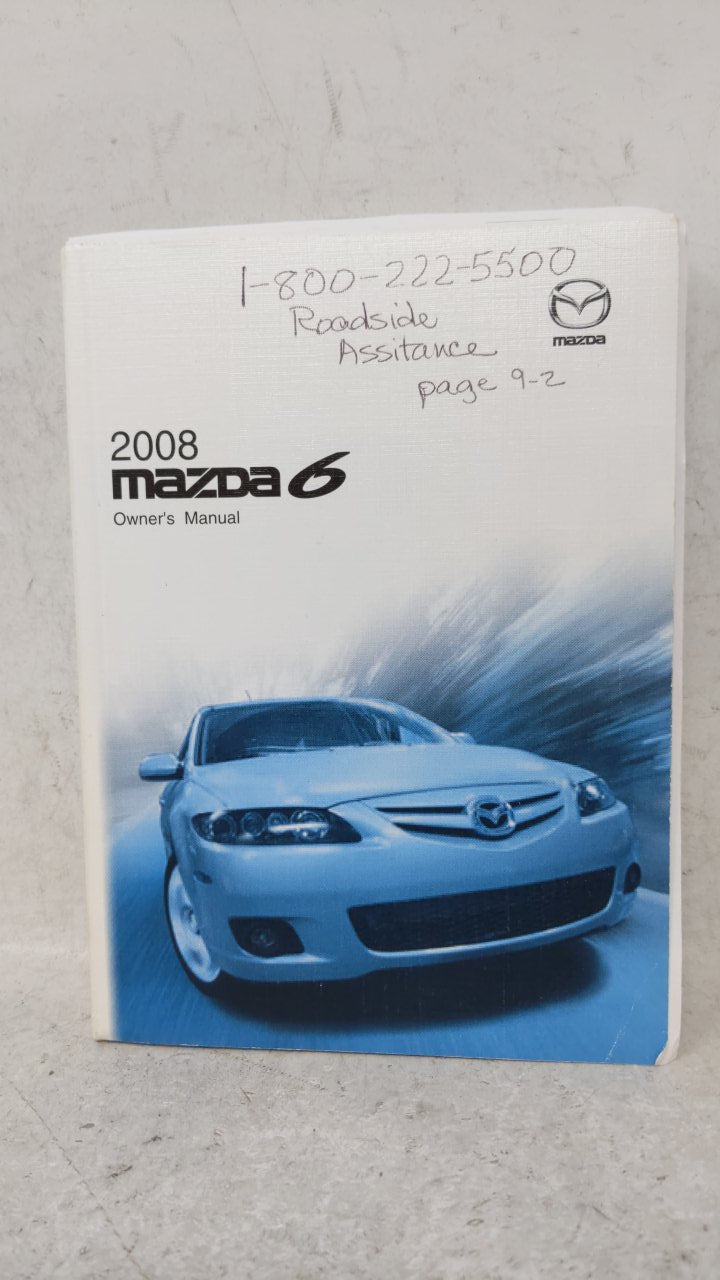 1-800-222-5500
Roadside
Assitance
page 9-2
mazda
2008
mazda 6
Owner's Manual